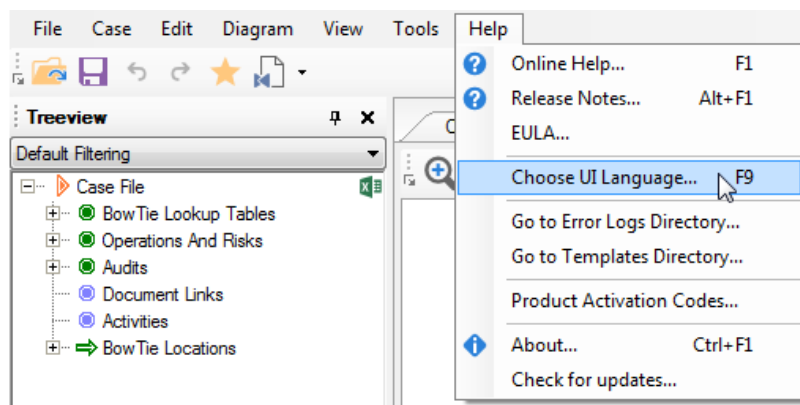 File Case Edit Diagram View Tools Help
Online Help... F1
Release Notes... Alt+F1
EULA...
Choose UI Language... F9
Go to Error Logs Directory...
Go to Templates Directory...
Product Activation Codes...
About... Ctrl+F1
Check for updates...
Treeview
Default Filtering
Case File
BowTie Lookup Tables
Operations And Risks
Audits
Document Links
Activities
BowTie Locations